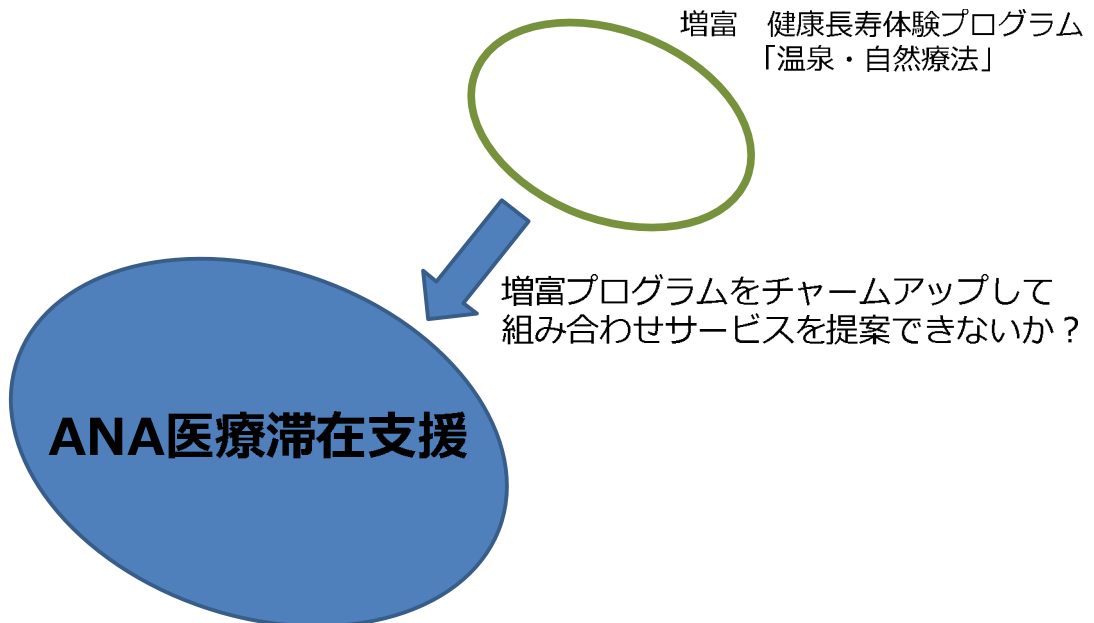 増富　健康長寿体験プログラム
「温泉・自然療法」
増富プログラムをチャームアップして
組み合わせサービスを提案できないか？
ANA医療滞在支援